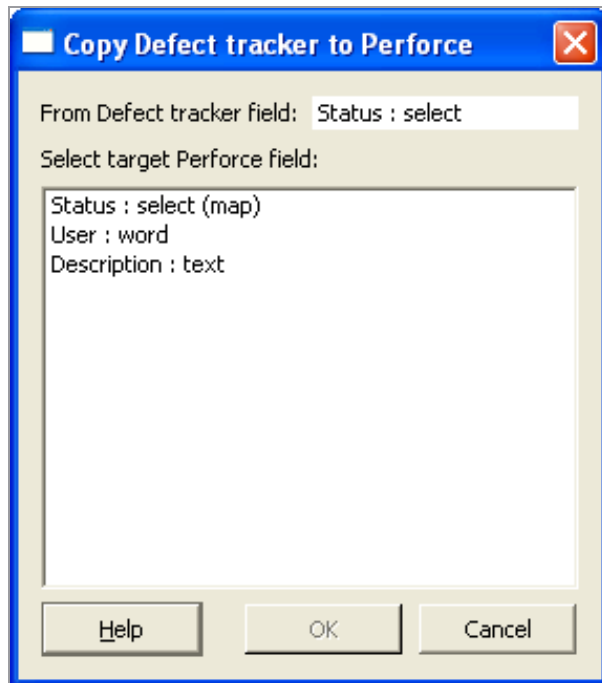 Copy Defect tracker to Perforce
From Defect tracker field: Status : select
Select target Perforce field:
Status : select (map)
User : word
Description : text
Help OK Cancel